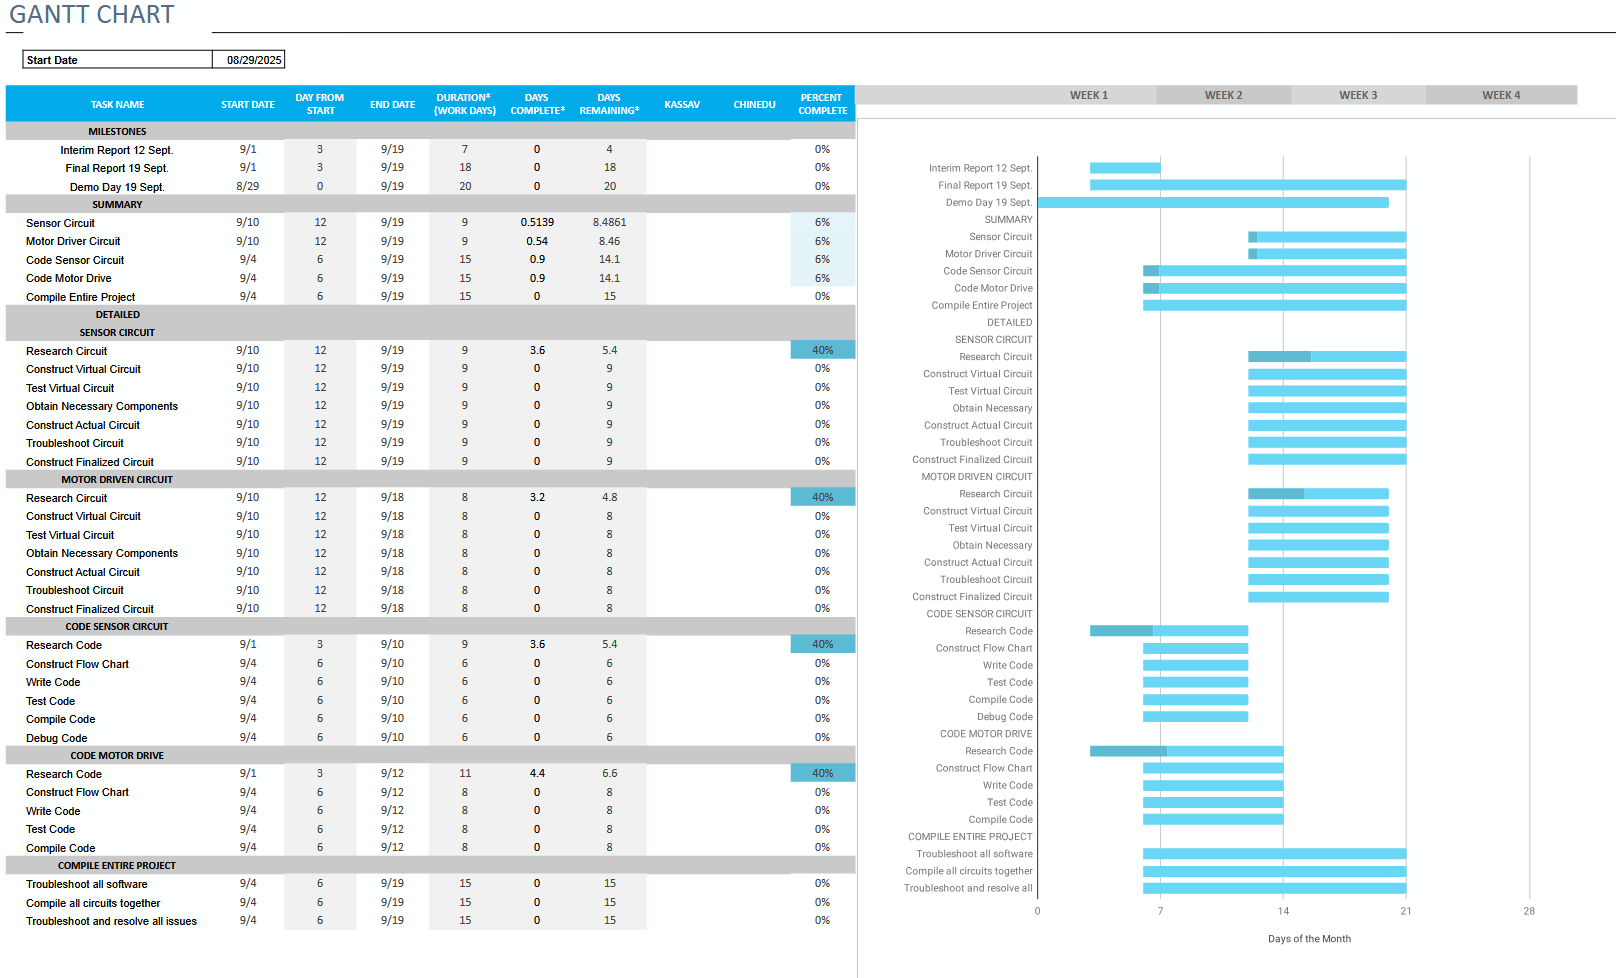 GANTT CHART
Start Date 08/29/2025
TASK NAME START DATE DAY FROM START END DATE DURATION* (WORK DAYS) DAYS COMPLETE* DAYS REMAINING* KASSAV CHINEDU PERCENT COMPLETE
MILESTONES
Interim Report 12 Sept. 9/1 3 9/19 7 0 4 0%
Final Report 19 Sept. 9/1 3 9/19 18 0 18 0%
Demo Day 19 Sept. 8/29 0 9/19 20 0 20 0%
SUMMARY
Sensor Circuit 9/10 12 9/19 9 0.5139 8.4861 6%
Motor Driver Circuit 9/10 12 9/19 9 0.54 8.46 6%
Code Sensor Circuit 9/4 6 9/19 15 0.9 14.1 6%
Code Motor Drive 9/4 6 9/19 15 0.9 14.1 6%
Compile Entire Project 9/4 6 9/19 15 0 15 0%
DETAILED
SENSOR CIRCUIT
Research Circuit 9/10 12 9/19 9 3.6 5.4 40%
Construct Virtual Circuit 9/10 12 9/19 9 0 9 0%
Test Virtual Circuit 9/10 12 9/19 9 0 9 0%
Obtain Necessary Components 9/10 12 9/19 9 0 9 0%
Construct Actual Circuit 9/10 12 9/19 9 0 9 0%
Troubleshoot Circuit 9/10 12 9/19 9 0 9 0%
Construct Finalized Circuit 9/10 12 9/19 9 0 9 0%
MOTOR DRIVEN CIRCUIT
Research Circuit 9/10 12 9/18 8 3.2 4.8 40%
Construct Virtual Circuit 9/10 12 9/18 8 0 8 0%
Test Virtual Circuit 9/10 12 9/18 8 0 8 0%
Obtain Necessary Components 9/10 12 9/18 8 0 8 0%
Construct Actual Circuit 9/10 12 9/18 8 0 8 0%
Troubleshoot Circuit 9/10 12 9/18 8 0 8 0%
Construct Finalized Circuit 9/10 12 9/18 8 0 8 0%
CODE SENSOR CIRCUIT
Research Code 9/1 3 9/10 9 3.6 5.4 40%
Construct Flow Chart 9/4 6 9/10 6 0 6 0%
Write Code 9/4 6 9/10 6 0 6 0%
Test Code 9/4 6 9/10 6 0 6 0%
Compile Code 9/4 6 9/10 6 0 6 0%
Debug Code 9/4 6 9/10 6 0 6 0%
CODE MOTOR DRIVE
Research Code 9/1 3 9/12 11 4.4 6.6 40%
Construct Flow Chart 9/4 6 9/12 8 0 8 0%
Write Code 9/4 6 9/12 8 0 8 0%
Test Code 9/4 6 9/12 8 0 8 0%
Compile Code 9/4 6 9/12 8 0 8 0%
COMPILE ENTIRE PROJECT
Troubleshoot all software 9/4 6 9/19 15 0 15 0%
Compile all circuits together 9/4 6 9/19 15 0 15 0%
Troubleshoot and resolve all issues 9/4 6 9/19 15 0 15 0%
WEEK 1 WEEK 2 WEEK 3 WEEK 4
Interim Report 12 Sept.
Final Report 19 Sept.
Demo Day 19 Sept.
SUMMARY
Sensor Circuit
Motor Driver Circuit
Code Sensor Circuit
Code Motor Drive
Compile Entire Project
DETAILED
SENSOR CIRCUIT
Research Circuit
Construct Virtual Circuit
Test Virtual Circuit
Obtain Necessary
Construct Actual Circuit
Troubleshoot Circuit
Construct Finalized Circuit
MOTOR DRIVEN CIRCUIT
Research Circuit
Construct Virtual Circuit
Test Virtual Circuit
Obtain Necessary
Construct Actual Circuit
Troubleshoot Circuit
Construct Finalized Circuit
CODE SENSOR CIRCUIT
Research Code
Construct Flow Chart
Write Code
Test Code
Compile Code
Debug Code
CODE MOTOR DRIVE
Research Code
Construct Flow Chart
Write Code
Test Code
Compile Code
COMPILE ENTIRE PROJECT
Troubleshoot all software
Compile all circuits together
Troubleshoot and resolve all
0 7 14 21 28
Days of the Month